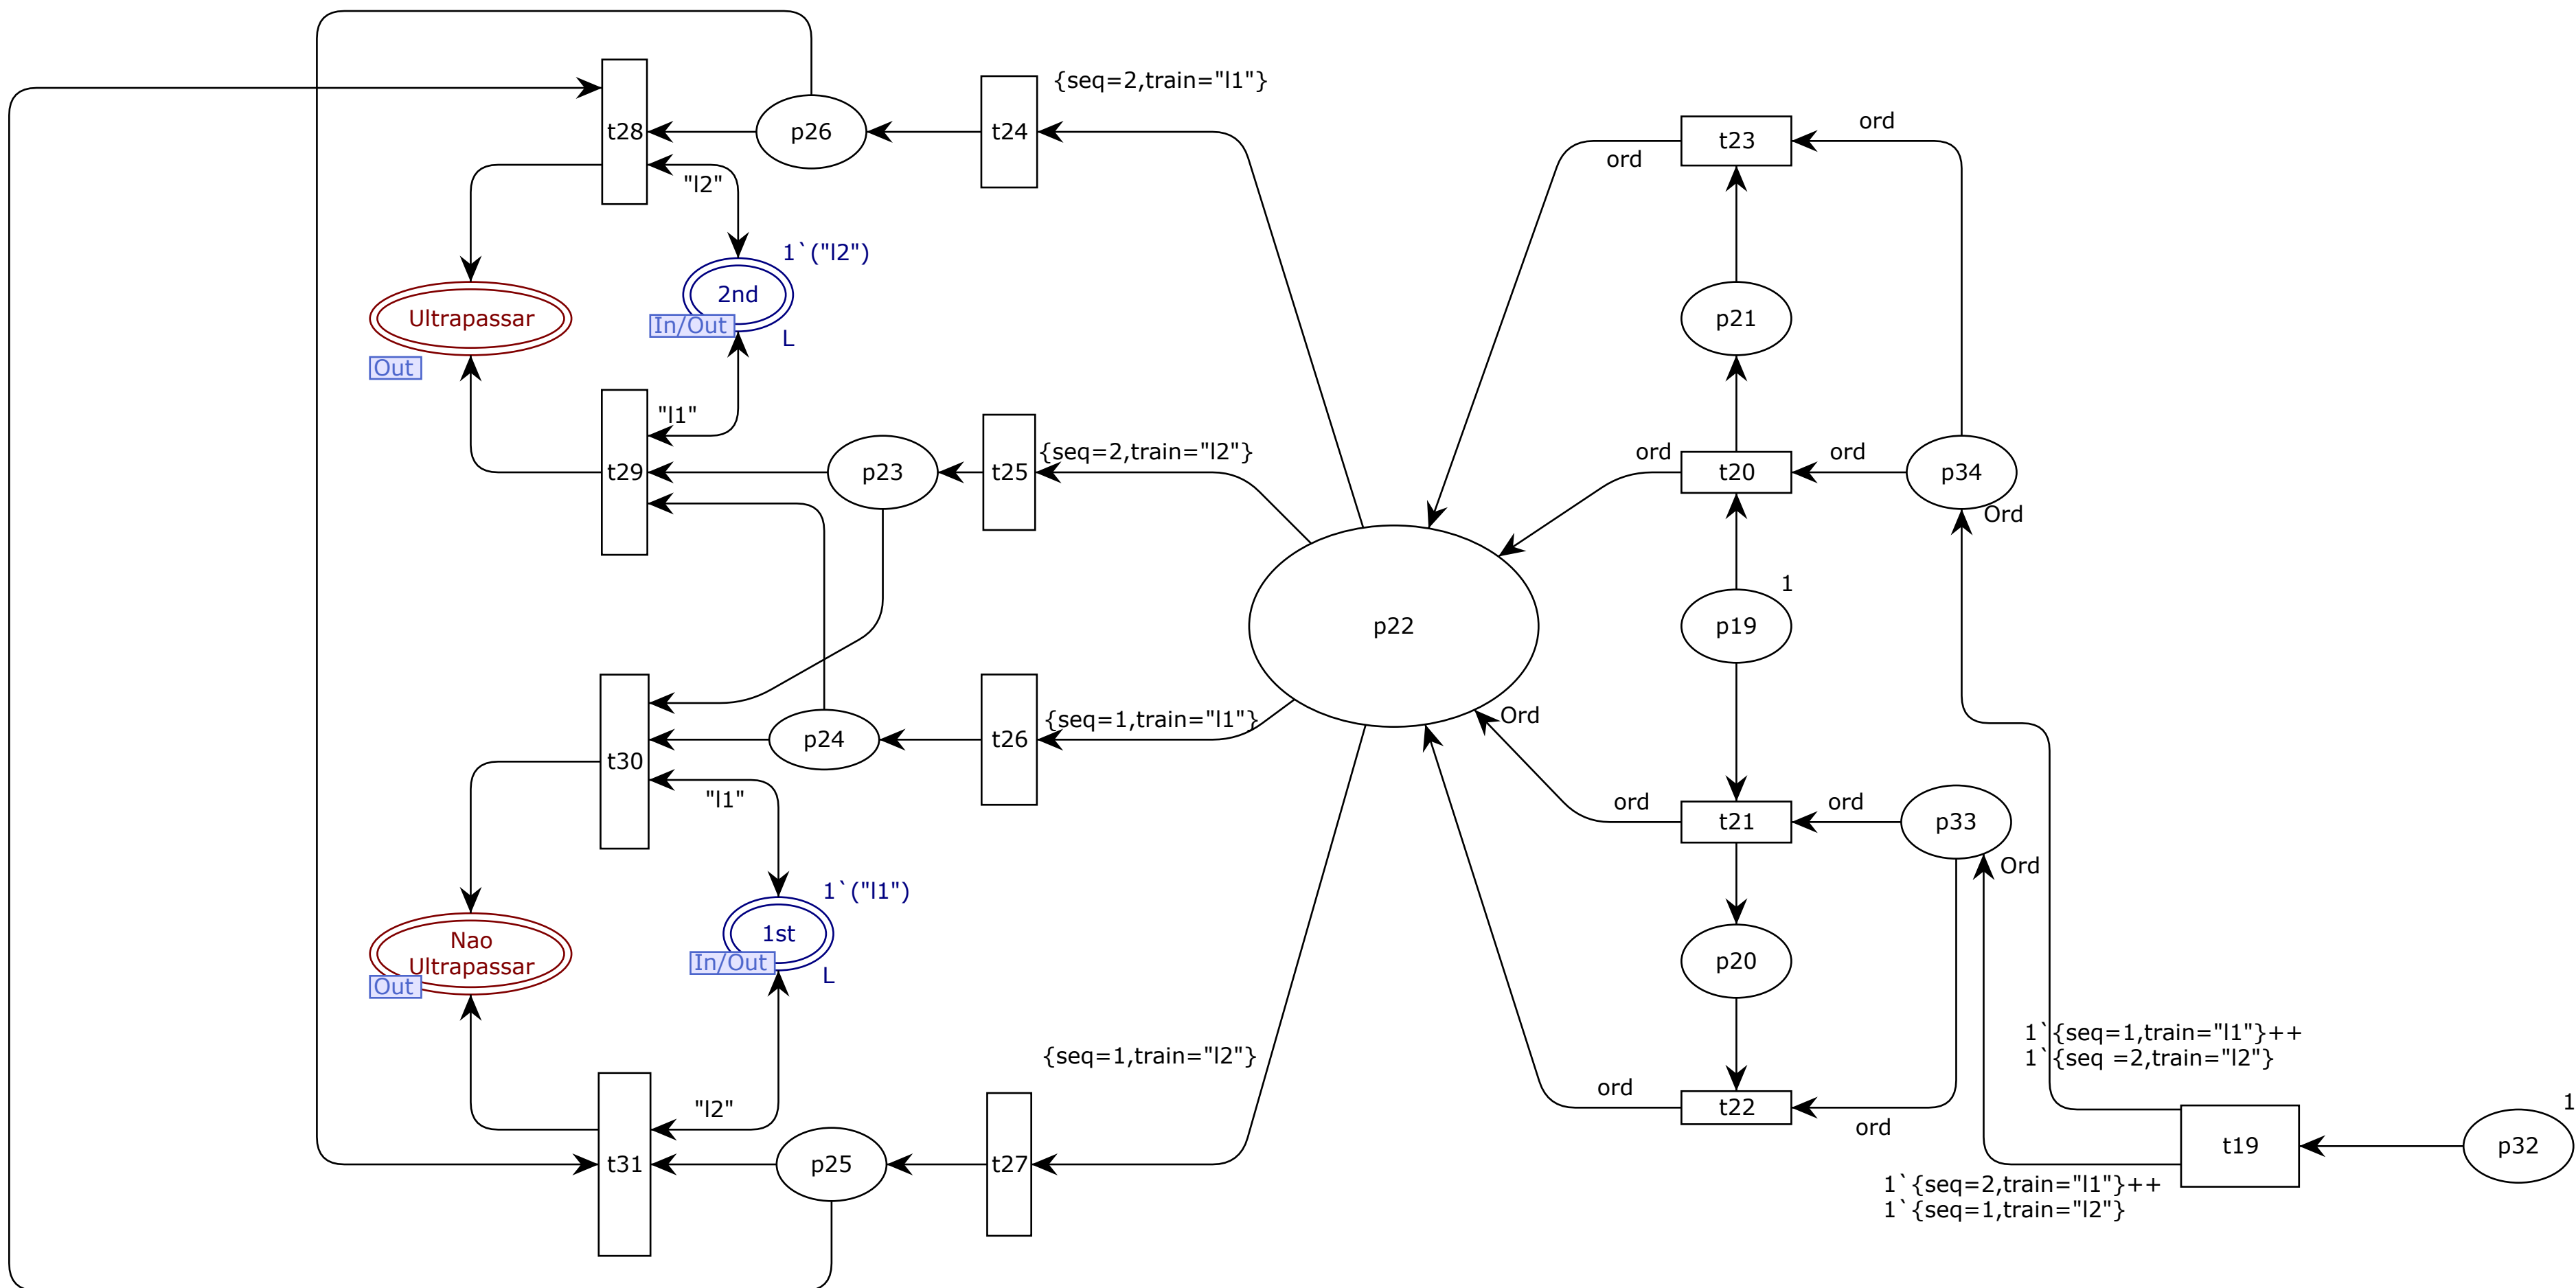 {seq=2,train="l1"}
t28
p26
t24
ord
t23
ord
"l2"
1`("l2")
2nd
In/Out
L
Ultrapassar
Out
p21
"l1"
{seq=2,train="l2"}
ord
ord
t29
p23
t25
t20
p34
Ord
1
p22
p19
{seq=1,train="l1"}
Ord
t30
p24
t26
"l1"
ord
t21
ord
p33
Ord
1`("l1")
1st
In/Out
L
Nao
Ultrapassar
Out
p20
1`{seq=1,train="l1"}++
1`{seq =2,train="l2"}
{seq=1,train="l2"}
ord
t22
ord
1
"l2"
t31
p25
t27
t19
p32
1`{seq=2,train="l1"}++
1`{seq=1,train="l2"}